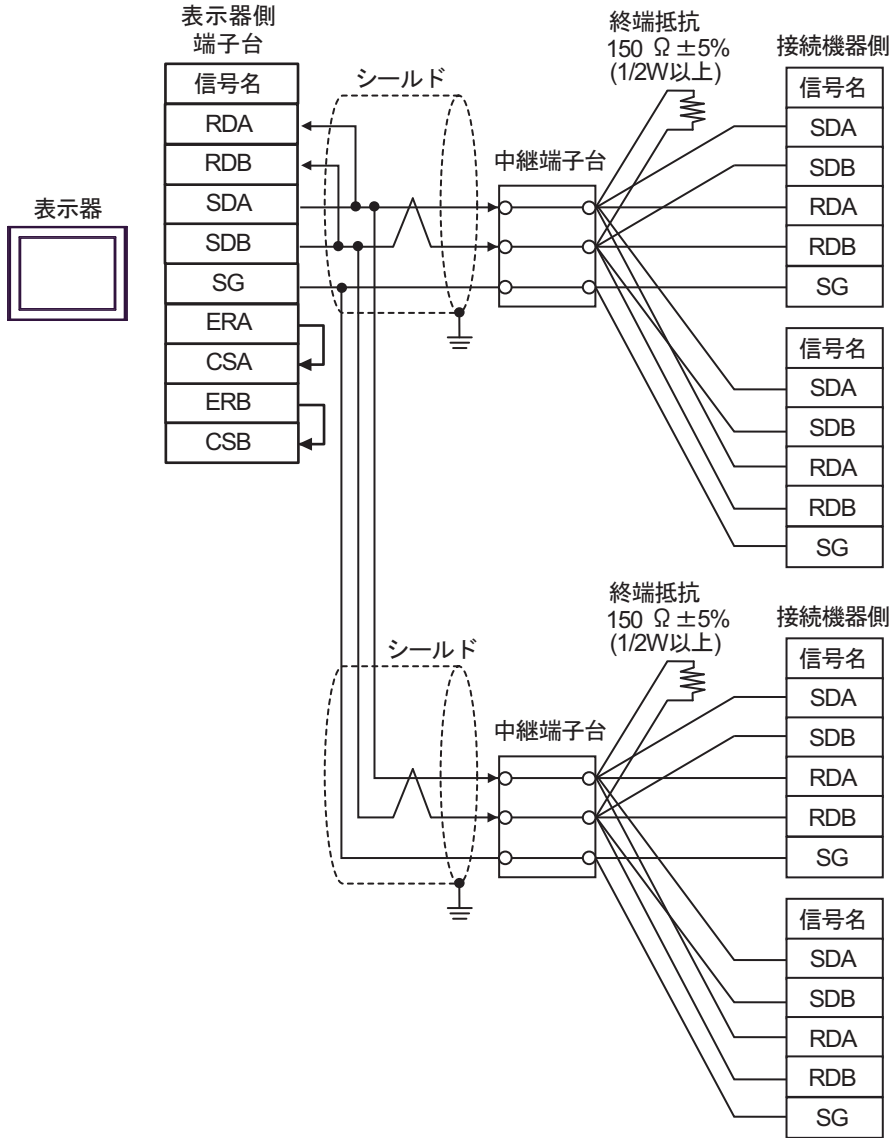 表示器側
端子台
信号名
RDA
RDB
SDA
SDB
SG
ERA
CSA
ERB
CSB
表示器
シールド
中継端子台
終端抵抗
150 Ω ±5%
(1/2W以上)
接続機器側
信号名
SDA
SDB
RDA
RDB
SG
信号名
SDA
SDB
RDA
RDB
SG
シールド
中継端子台
終端抵抗
150 Ω ±5%
(1/2W以上)
接続機器側
信号名
SDA
SDB
RDA
RDB
SG
信号名
SDA
SDB
RDA
RDB
SG